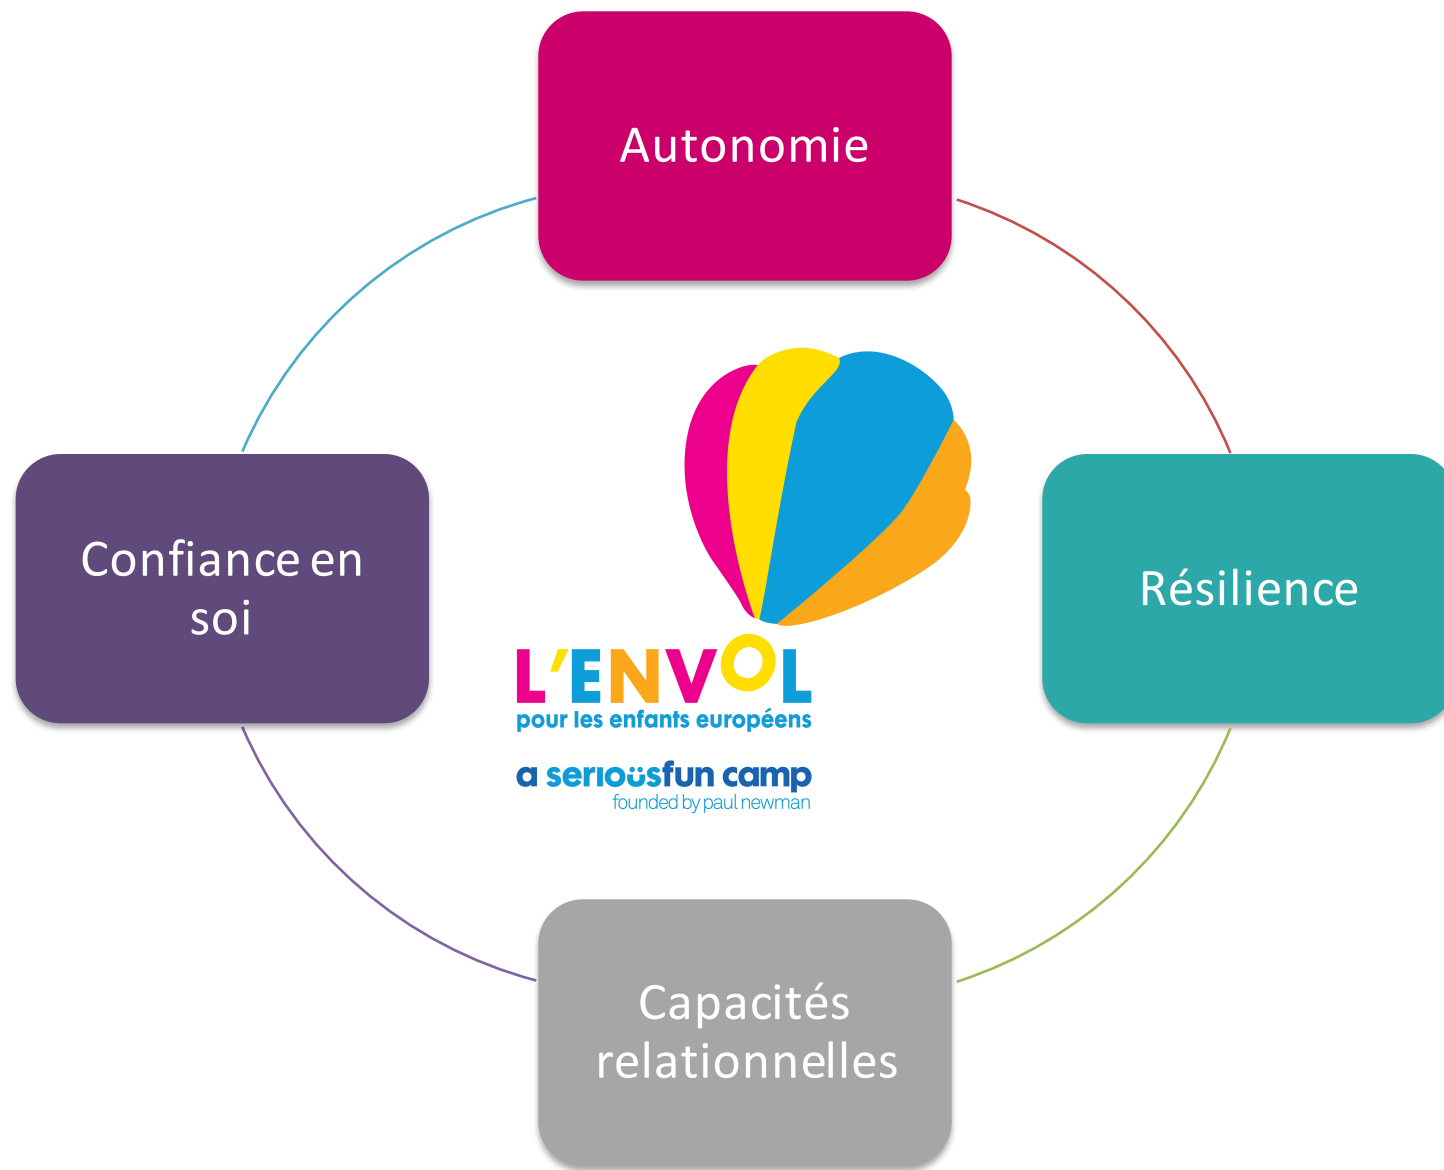 Autonomie
Confiance en
soi
Résilience
L'ENVOL
pour les enfants européens
a seriousfun camp
founded by paul newman
Capacités
relationnelles